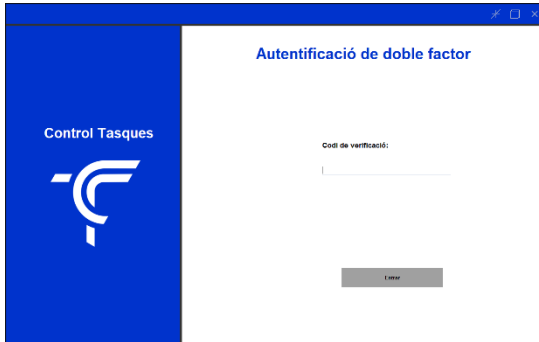 Autentificació de doble factor
Control Tasques
Codi de verificació:
Entrar